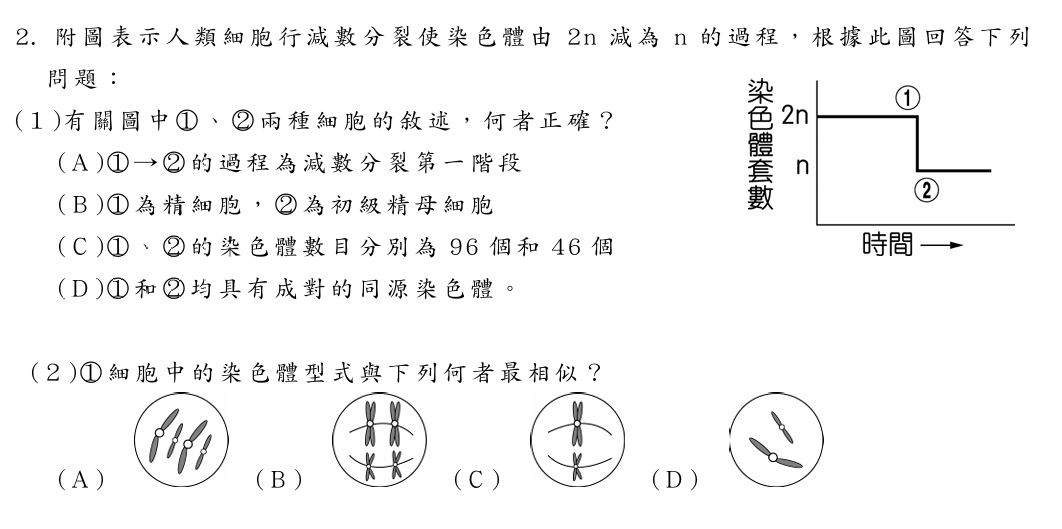 2. 附圖表示人類細胞行減數分裂使染色體由 2n 減為 n 的過程，根據此圖回答下列
問題：
(1)有關圖中①、②兩種細胞的敘述，何者正確？
(A)①→②的過程為減數分裂第一階段
(B)①為精細胞，②為初級精母細胞
(C)①、②的染色體數目分別為 96 個和 46 個
(D)①和②均具有成對的同源染色體。
染色體套數
2n
n
①
②
時間
(2)①細胞中的染色體型式與下列何者最相似？
(A) (B) (C) (D)